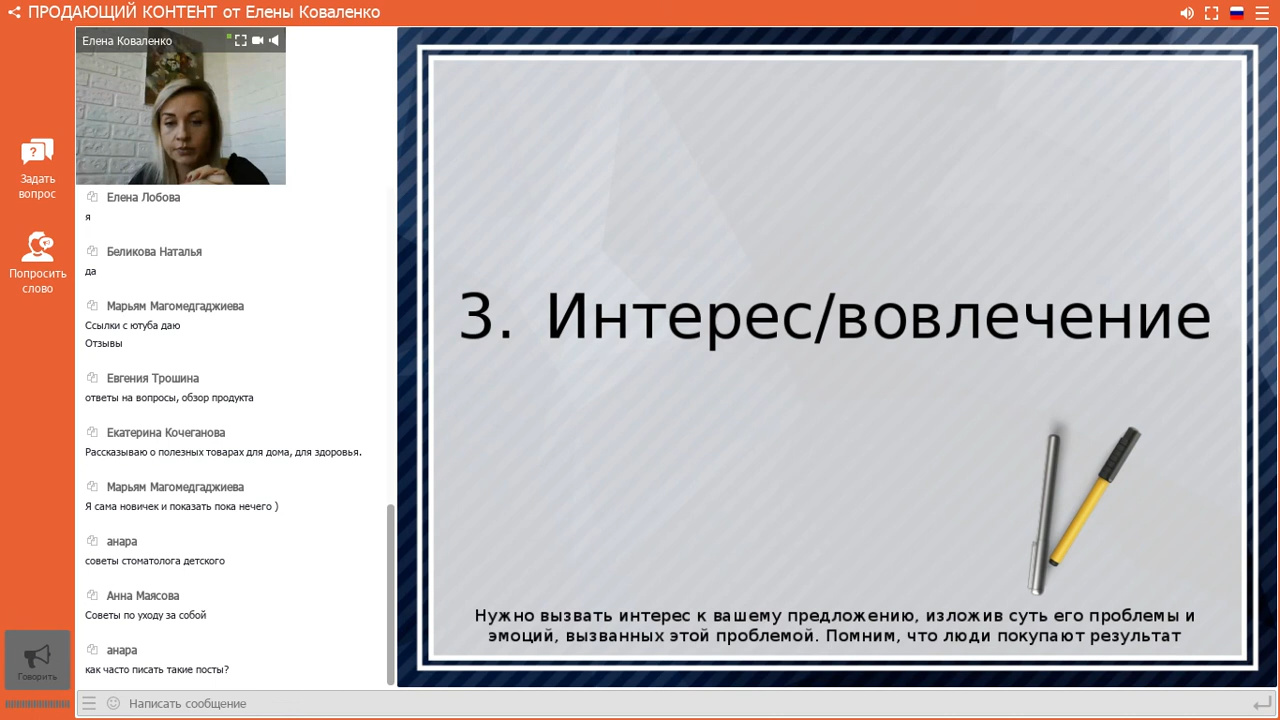 ПРОДАЮЩИЙ КОНТЕНТ от Елены Коваленко
Елена Коваленко
Задать
вопрос
Попросить
слово
Говорить
Елена Лобова
я
Беликова Наталья
да
Марьям Магомедгаджиева
Ссылки с ютуба даю
Отзывы
Евгения Трошина
ответы на вопросы, обзор продукта
Екатерина Кочеганова
Рассказываю о полезных товарах для дома, для здоровья.
Марьям Магомедгаджиева
Я сама новичек и показать пока нечего )
анара
советы стоматолога детского
Анна Маясова
Советы по уходу за собой
анара
как часто писать такие посты?
Написать сообщение
3. Интерес/вовлечение
Нужно вызвать интерес к вашему предложению, изложив суть его проблемы и
эмоций, вызванных этой проблемой. Помним, что люди покупают результат